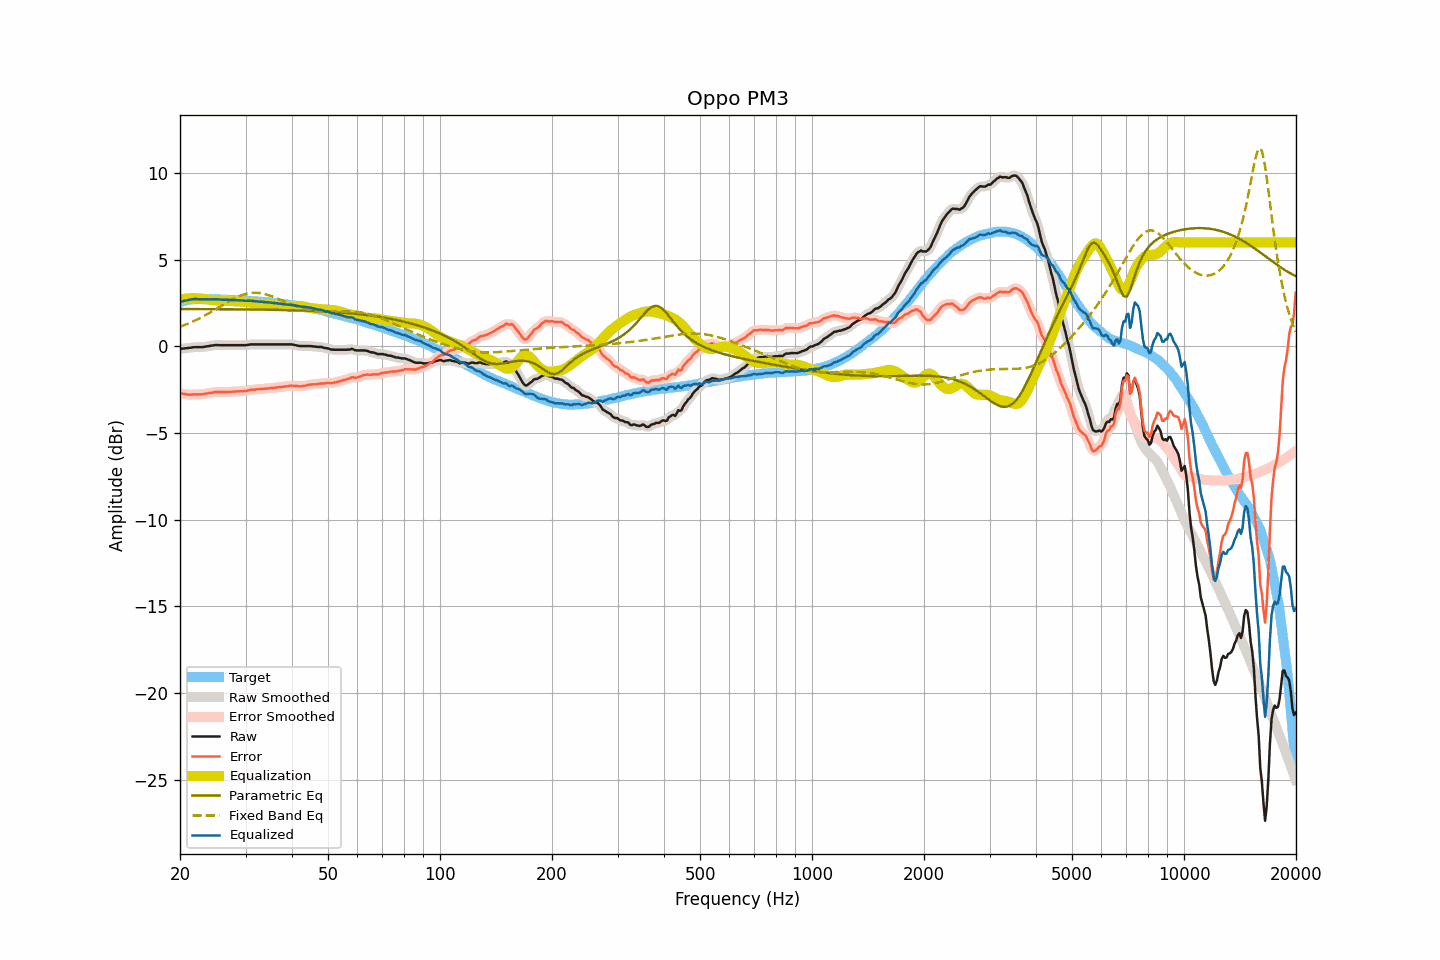 Oppo PM3
Amplitude (dBr)
10
5
0
−5
−10
−15
−20
−25
Target
Raw Smoothed
Error Smoothed
Raw
Error
Equalization
Parametric Eq
Fixed Band Eq
Equalized
20 50 100 200 500 1000 2000 5000 10000 20000
Frequency (Hz)